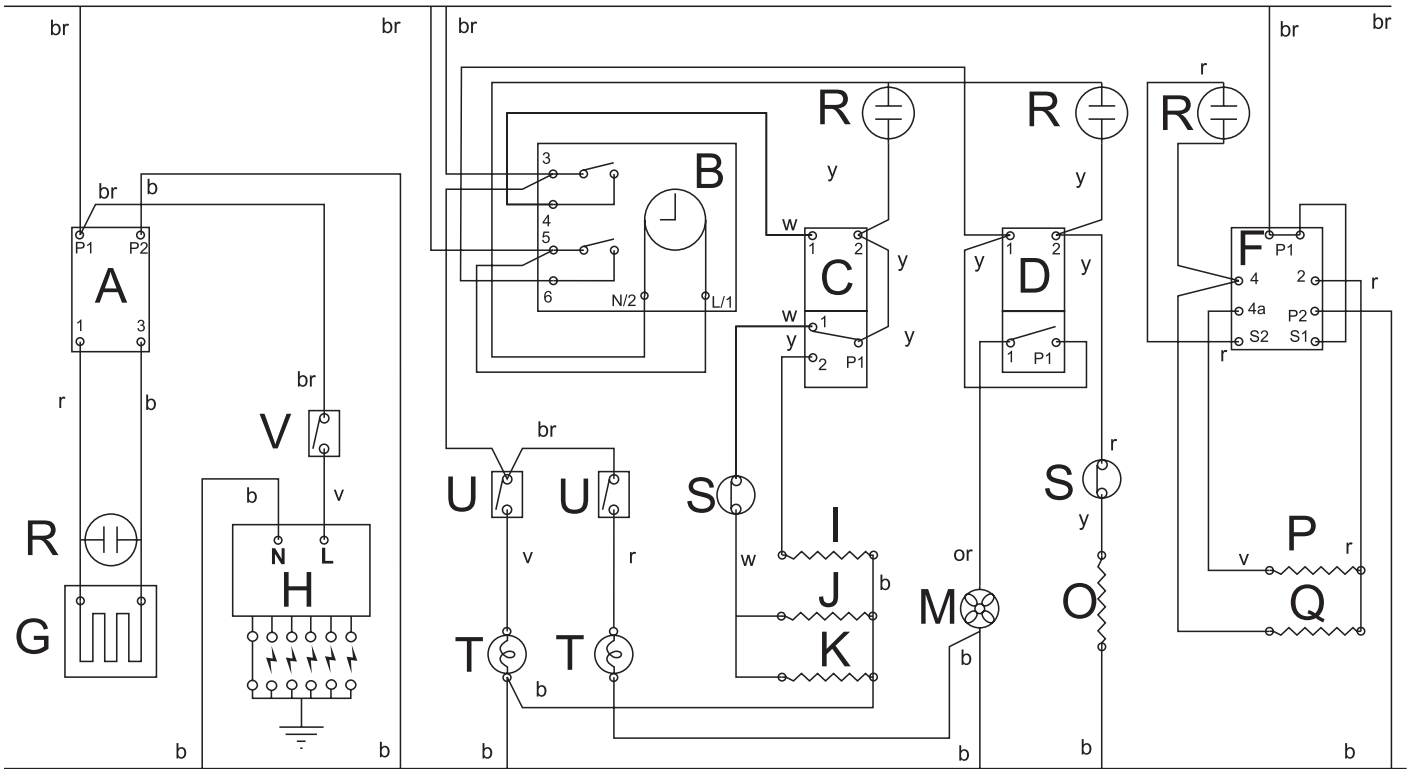 br br br br br
r
R R R
br b
3 B
y y
4
5
w
P1 P2 1 2 1 2 F P1
A C D
y y y
4 2 r
6 N/2 L/1
4a P2
w 1
1 3 y y S2 S1
2 P1 1 P1 r
br
r b
V br
r
U U S S
b v
y
R I P
N L v r w or v r
H J b
M O Q
G T T K
b
b
b b b b b b